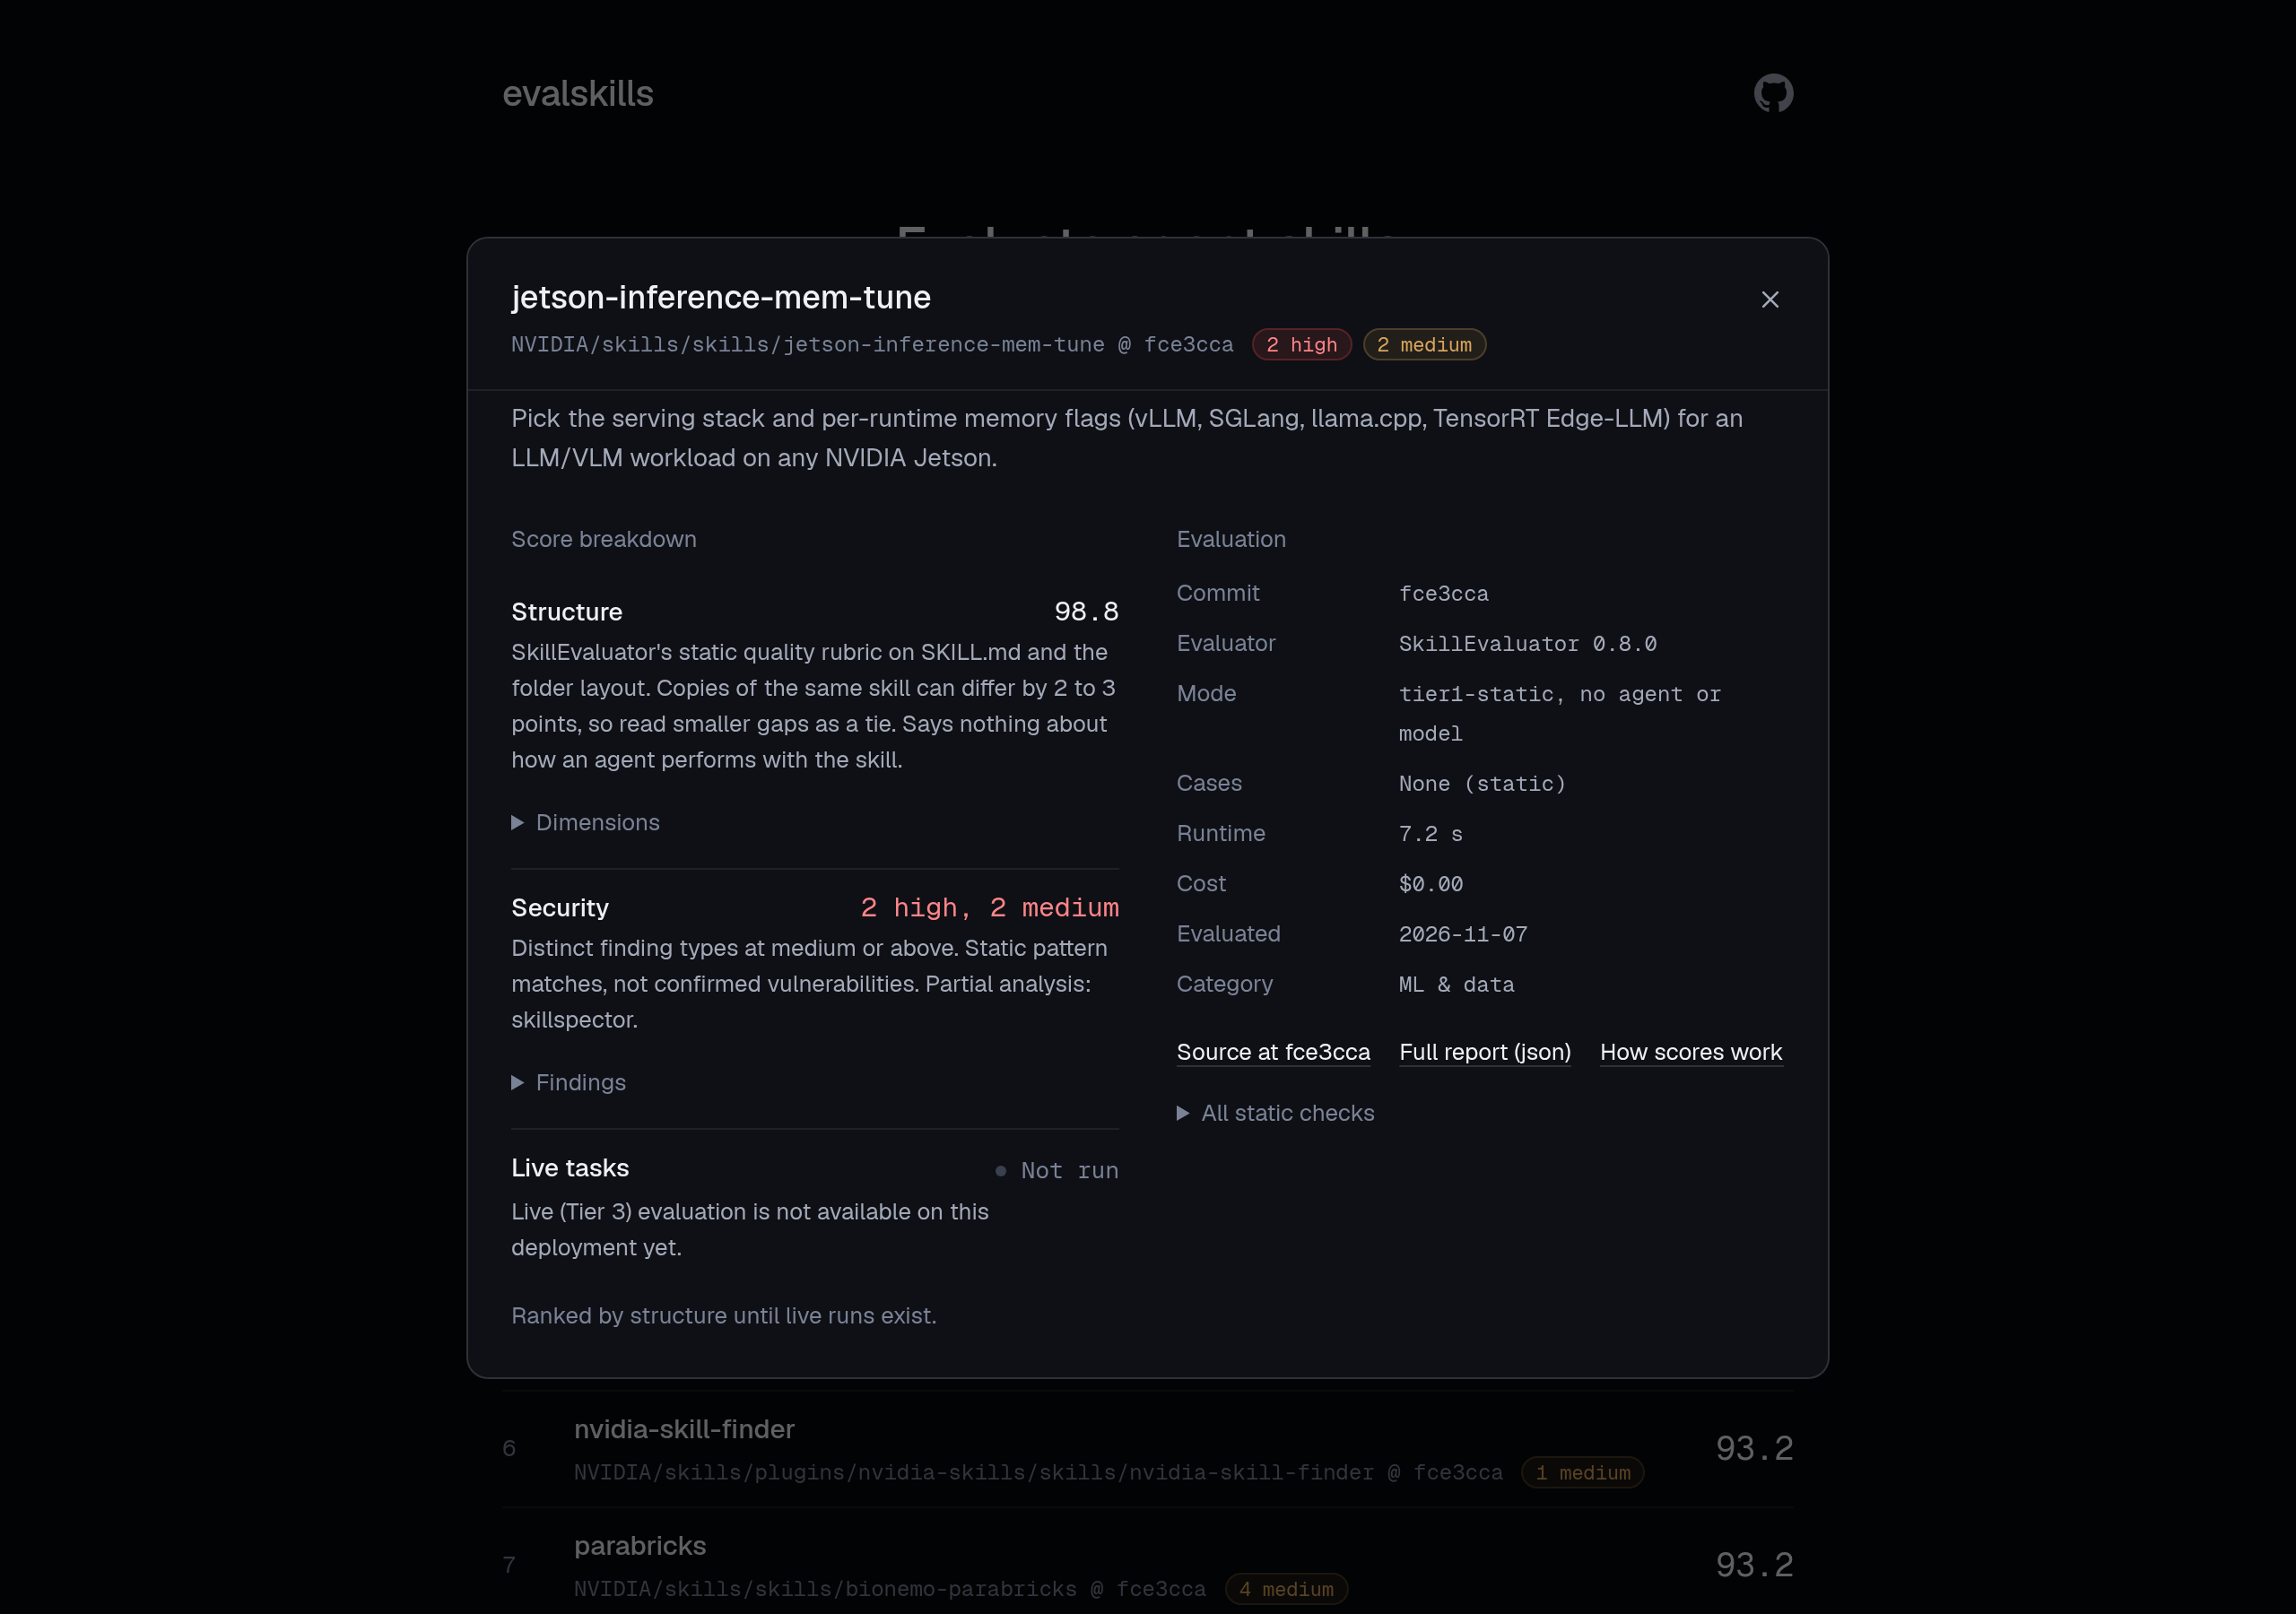 evalskills
jetson-inference-mem-tune
NVIDIA/skills/skills/jetson-inference-mem-tune @ fce3cca 2 high 2 medium
Pick the serving stack and per-runtime memory flags (vLLM, SGLang, llama.cpp, TensorRT Edge-LLM) for an
LLM/VLM workload on any NVIDIA Jetson.
Score breakdown
Structure 98.8
SkillEvaluator's static quality rubric on SKILL.md and the
folder layout. Copies of the same skill can differ by 2 to 3
points, so read smaller gaps as a tie. Says nothing about
how an agent performs with the skill.
Dimensions
Security 2 high, 2 medium
Distinct finding types at medium or above. Static pattern
matches, not confirmed vulnerabilities. Partial analysis:
skillspector.
Findings
Live tasks Not run
Live (Tier 3) evaluation is not available on this
deployment yet.
Ranked by structure until live runs exist.
Evaluation
Commit fce3cca
Evaluator SkillEvaluator 0.8.0
Mode tier1-static, no agent or
model
Cases None (static)
Runtime 7.2 s
Cost $0.00
Evaluated 2026-11-07
Category ML & data
Source at fce3cca Full report (json) How scores work
All static checks
6 nvidia-skill-finder 93.2
NVIDIA/skills/plugins/nvidia-skills/skills/nvidia-skill-finder @ fce3cca 1 medium
7 parabricks 93.2
NVIDIA/skills/skills/bionemo-parabricks @ fce3cca 4 medium